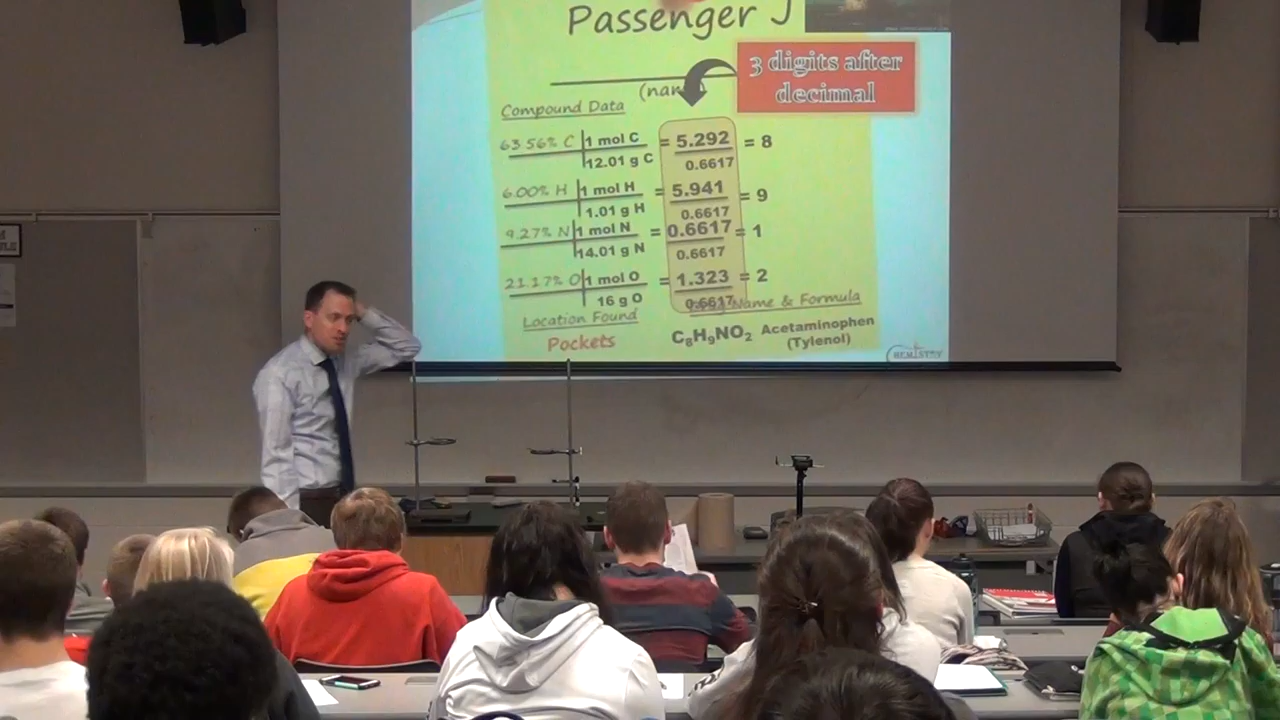 Passenger J
3 digits after
decimal
Compound Data
63.56% C 1 mol C = 5.292 = 8
12.01 g C 0.6617
6.00% H 1 mol H = 5.941 = 9
1.01 g H 0.6617
9.27% N 1 mol N = 0.6617 = 1
14.01 g N 0.6617
21.17% O 1 mol O = 1.323 = 2
16 g O 0.6617
Name & Formula
Location Found
Pockets
C8H9NO2 Acetaminophen
(Tylenol)
CHEMISTRY